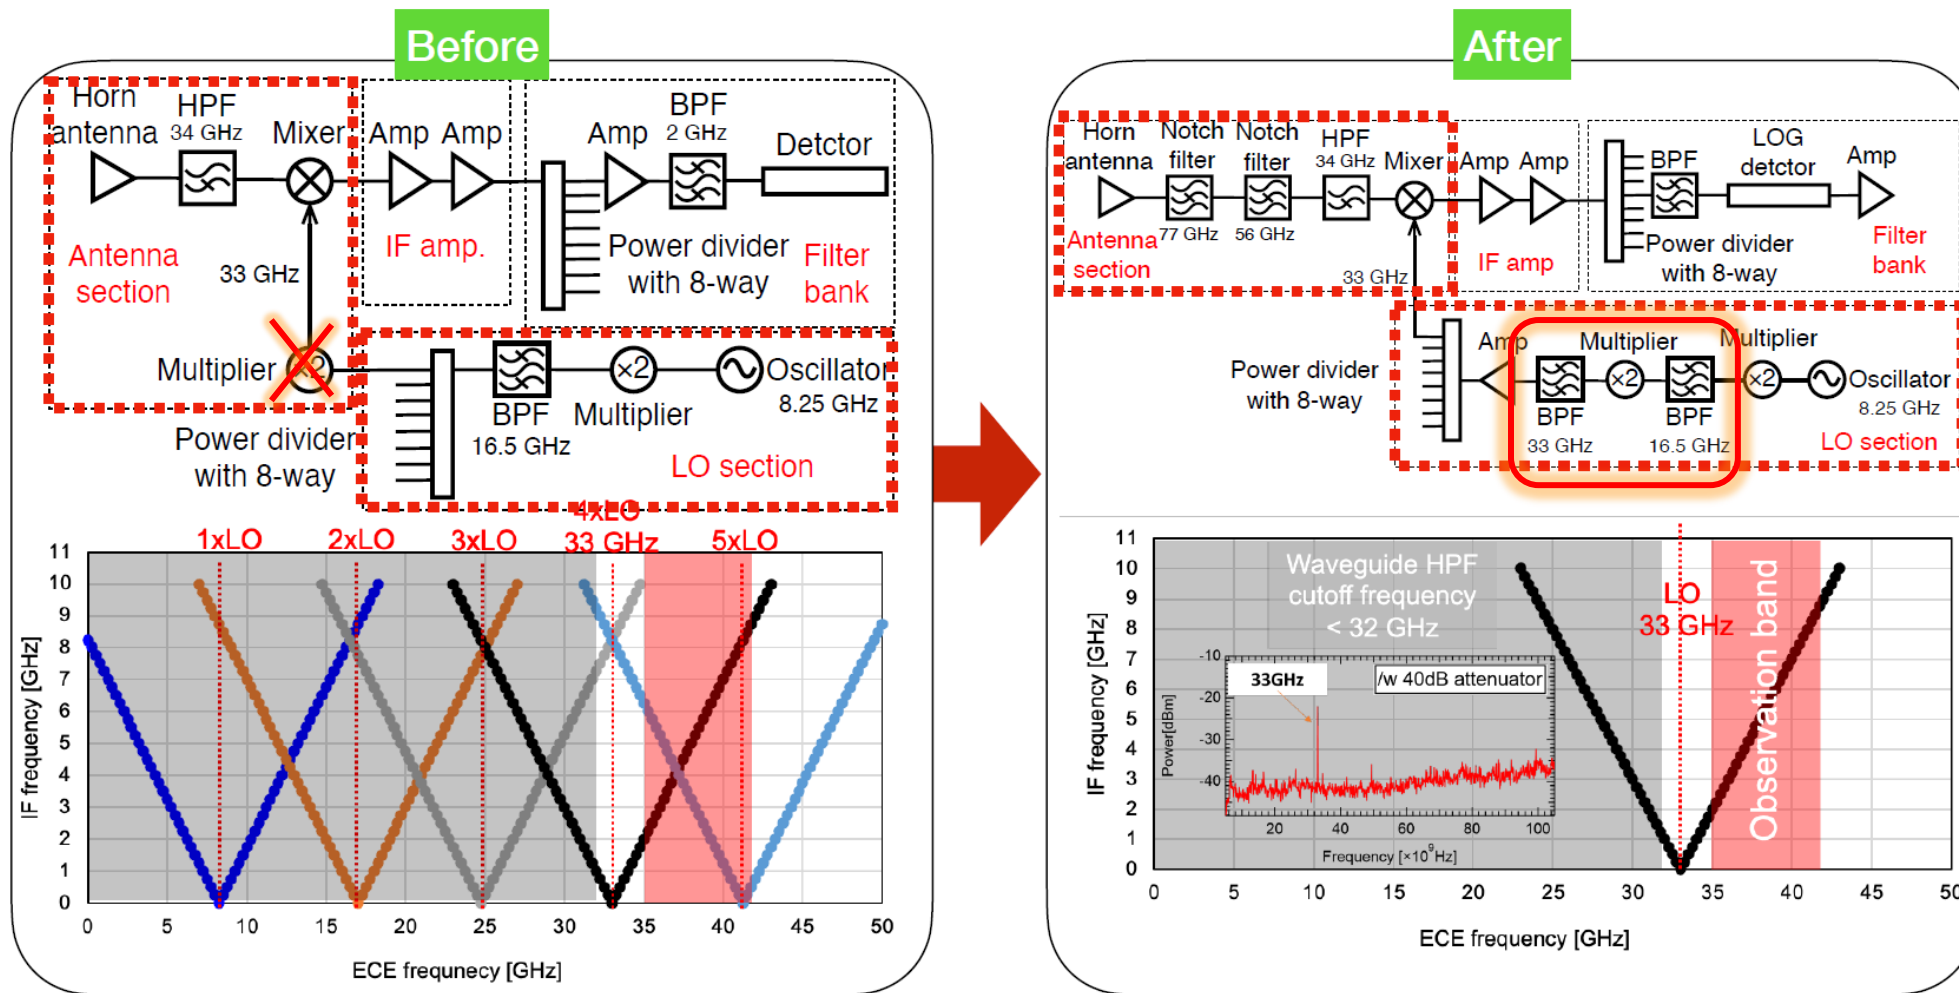 Before
Horn
antenna
HPF
34 GHz
Mixer
Amp Amp
Amp
BPF
2 GHz
Detctor
Antenna
section
33 GHz
IF amp.
Power divider
with 8-way
Filter
bank
Multiplier
×2
Power divider
with 8-way
BPF
16.5 GHz
×2
Multiplier
Oscillator
8.25 GHz
LO section
1xLO
2xLO
3xLO
4xLO
33 GHz
5xLO
IF frequency [GHz]
11
10
9
8
7
6
5
4
3
2
1
0
0 5 10 15 20 25 30 35 40 45 50
ECE frequnecy [GHz]
After
Horn
antenna
Notch
filter
77 GHz
Notch
filter
56 GHz
HPF
34 GHz
Mixer
Amp Amp
BPF
LOG
detctor
Amp
Antenna
section
33 GHz
IF amp
Power divider
with 8-way
Filter
bank
Power divider
with 8-way
Amp
BPF
33 GHz
Multiplier
×2
BPF
16.5 GHz
Multiplier
×2
Oscillator
8.25 GHz
LO section
Waveguide HPF
cutoff frequency
< 32 GHz
LO
33 GHz
Observation band
33GHz
/w 40dB attenuator
Power[dBm]
-10
-20
-30
-40
20 40 60 80 100
Frequency [×10⁹Hz]
IF frequency [GHz]
11
10
9
8
7
6
5
4
3
2
1
0
0 5 10 15 20 25 30 35 40 45 50
ECE frequency [GHz]